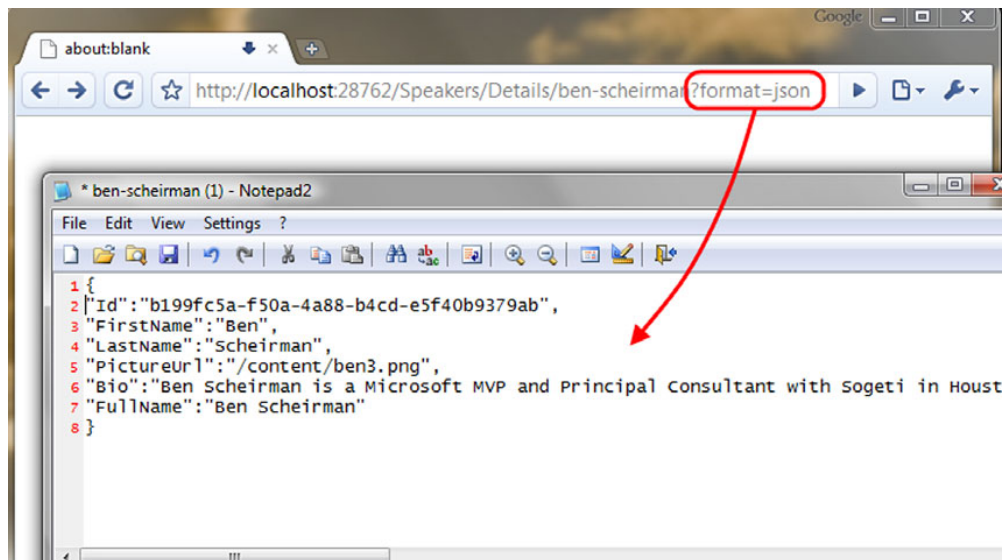 Google
about:blank
http://localhost:28762/Speakers/Details/ben-scheirman?format=json
* ben-scheirman (1) - Notepad2
File Edit View Settings ?
1 {
2 "Id":"b199fc5a-f50a-4a88-b4cd-e5f40b9379ab",
3 "FirstName":"Ben",
4 "LastName":"Scheirman",
5 "PictureUrl":"/content/ben3.png",
6 "Bio":"Ben Scheirman is a Microsoft MVP and Principal Consultant with Sogeti in Houst
7 "FullName":"Ben Scheirman"
8 }